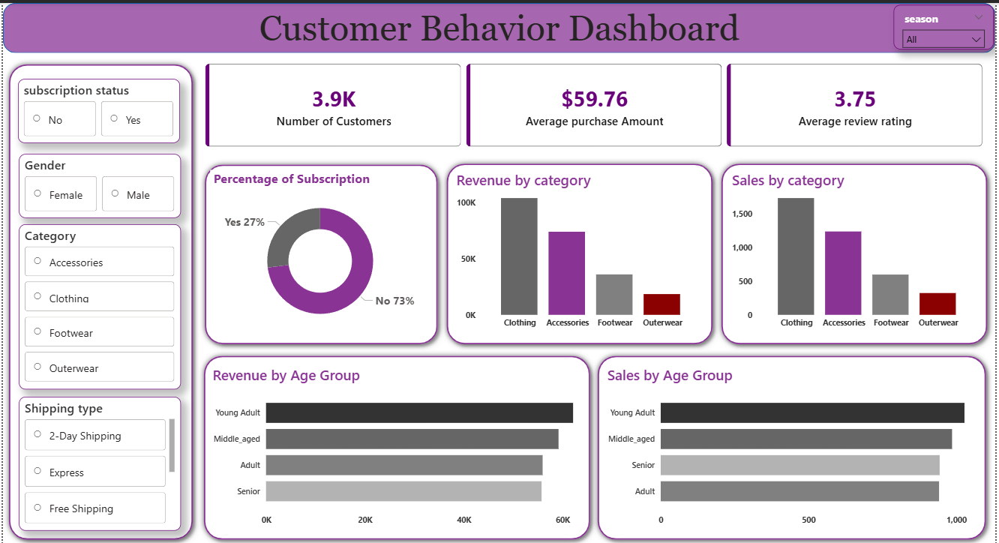 Customer Behavior Dashboard
season
All
subscription status
No
Yes
Gender
Female
Male
Category
Accessories
Clothing
Footwear
Outerwear
Shipping type
2-Day Shipping
Express
Free Shipping
3.9K
Number of Customers
$59.76
Average purchase Amount
3.75
Average review rating
Percentage of Subscription
Yes 27%
No 73%
Revenue by category
100K
50K
0K
Clothing Accessories Footwear Outerwear
Sales by category
1,500
1,000
500
0
Clothing Accessories Footwear Outerwear
Revenue by Age Group
Young Adult
Middle_aged
Adult
Senior
0K 20K 40K 60K
Sales by Age Group
Young Adult
Middle_aged
Senior
Adult
0 500 1,000